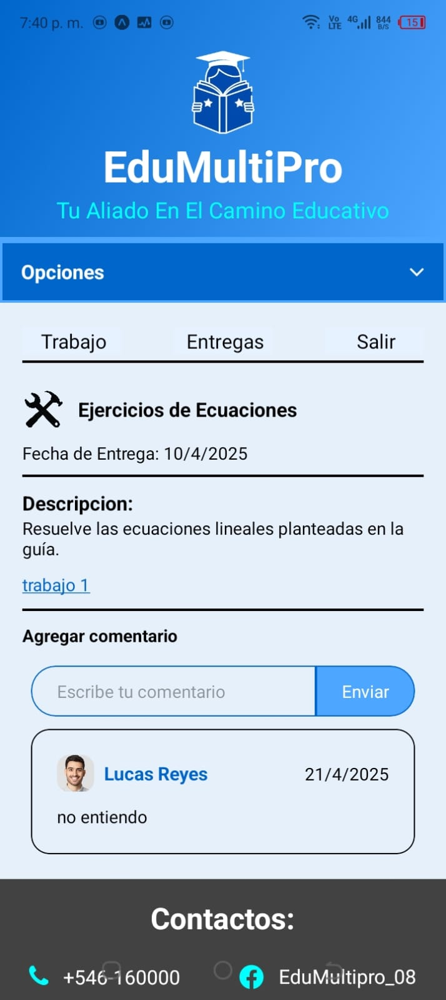 7:40 p. m.
Vo LTE 4G 844 B/S 15
EduMultiPro
Tu Aliado En El Camino Educativo
Opciones
Trabajo Entregas Salir
Ejercicios de Ecuaciones
Fecha de Entrega: 10/4/2025
Descripcion:
Resuelve las ecuaciones lineales planteadas en la
guía.
trabajo 1
Agregar comentario
Escribe tu comentario Enviar
Lucas Reyes 21/4/2025
no entiendo
Contactos:
+546-160000 EduMultipro_08